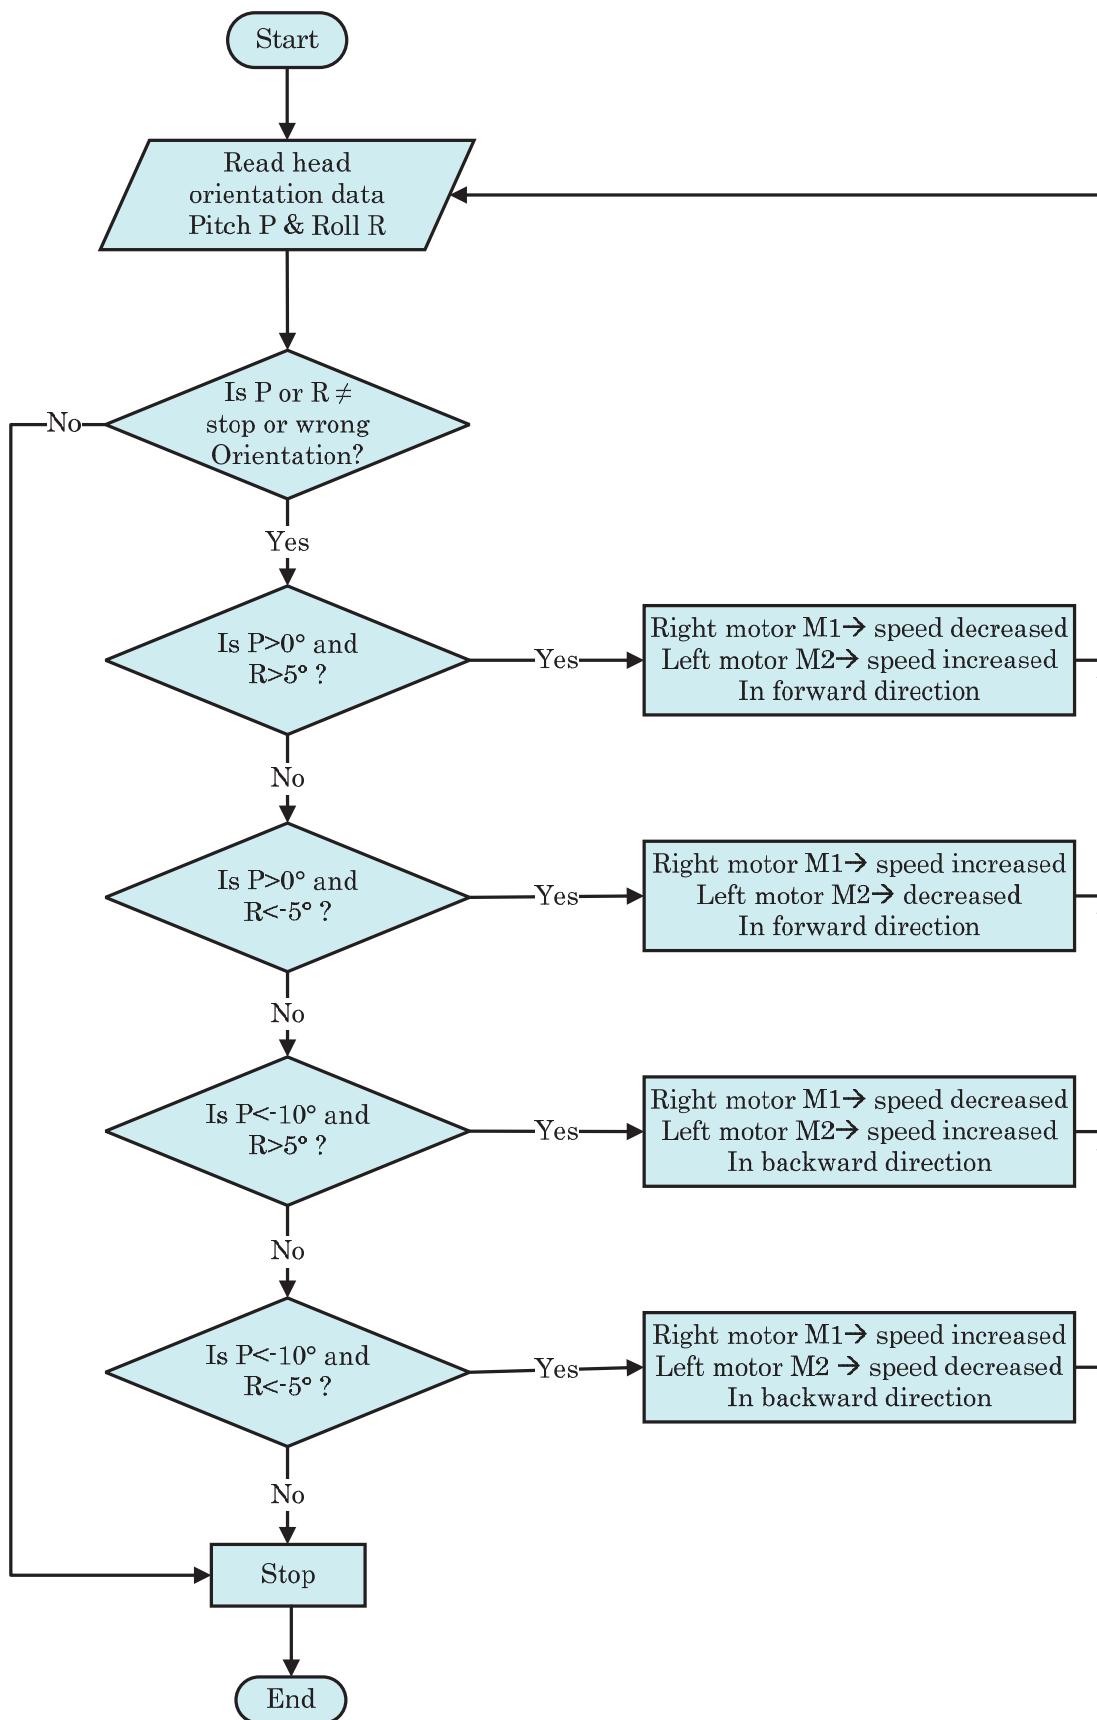 Start
Read head
orientation data
Pitch P & Roll R
Is P or R ≠
stop or wrong
Orientation?
No
Yes
Is P>0° and
R>5° ?
Yes
Right motor M1→ speed decreased
Left motor M2→ speed increased
In forward direction
No
Is P>0° and
R<-5° ?
Yes
Right motor M1→ speed increased
Left motor M2→ decreased
In forward direction
No
Is P<-10° and
R>5° ?
Yes
Right motor M1→ speed decreased
Left motor M2→ speed increased
In backward direction
No
Is P<-10° and
R<-5° ?
Yes
Right motor M1→ speed increased
Left motor M2 → speed decreased
In backward direction
No
Stop
End